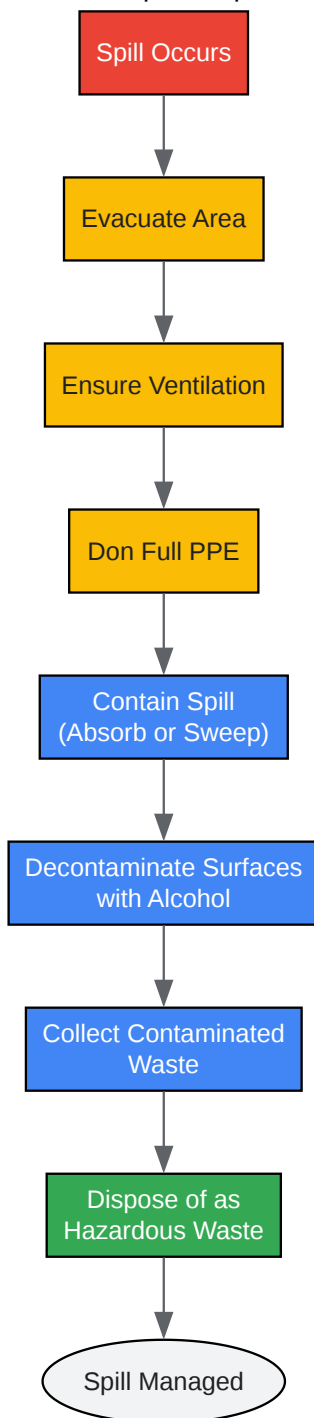 Spill Occurs
Evacuate Area
Ensure Ventilation
Don Full PPE
Contain Spill
(Absorb or Sweep)
Decontaminate Surfaces
with Alcohol
Collect Contaminated
Waste
Dispose of as
Hazardous Waste
Spill Managed